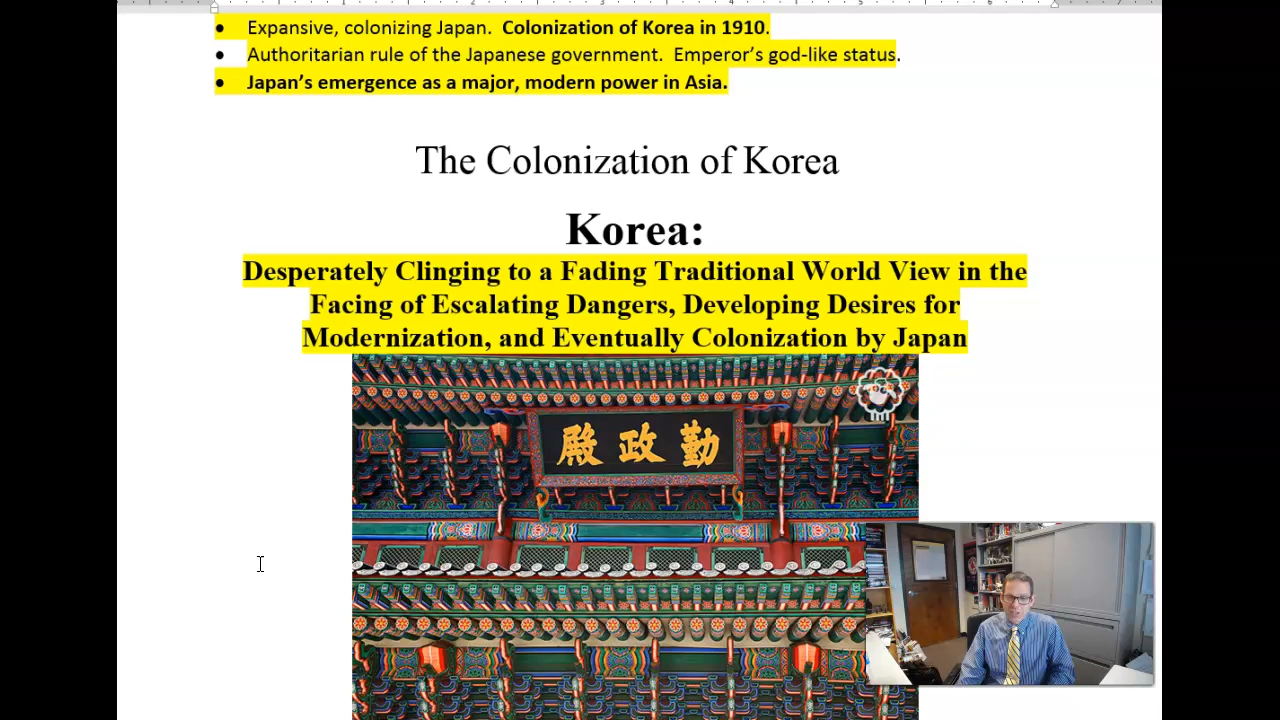 Expansive, colonizing Japan.  Colonization of Korea in 1910.
Authoritarian rule of the Japanese government.  Emperor's god-like status.
Japan's emergence as a major, modern power in Asia.
The Colonization of Korea
Korea:
Desperately Clinging to a Fading Traditional World View in the
Facing of Escalating Dangers, Developing Desires for
Modernization, and Eventually Colonization by Japan
殿政勤